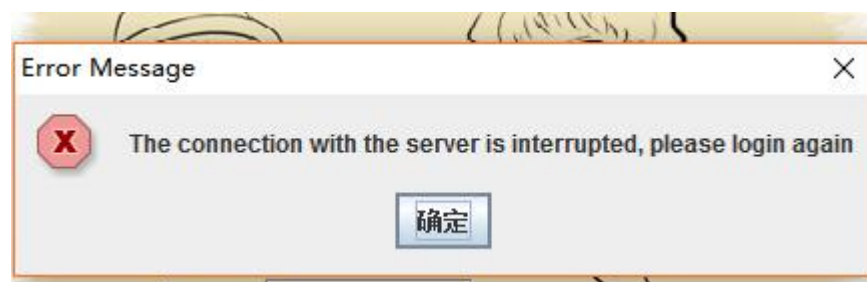 Error Message
The connection with the server is interrupted, please login again
确定